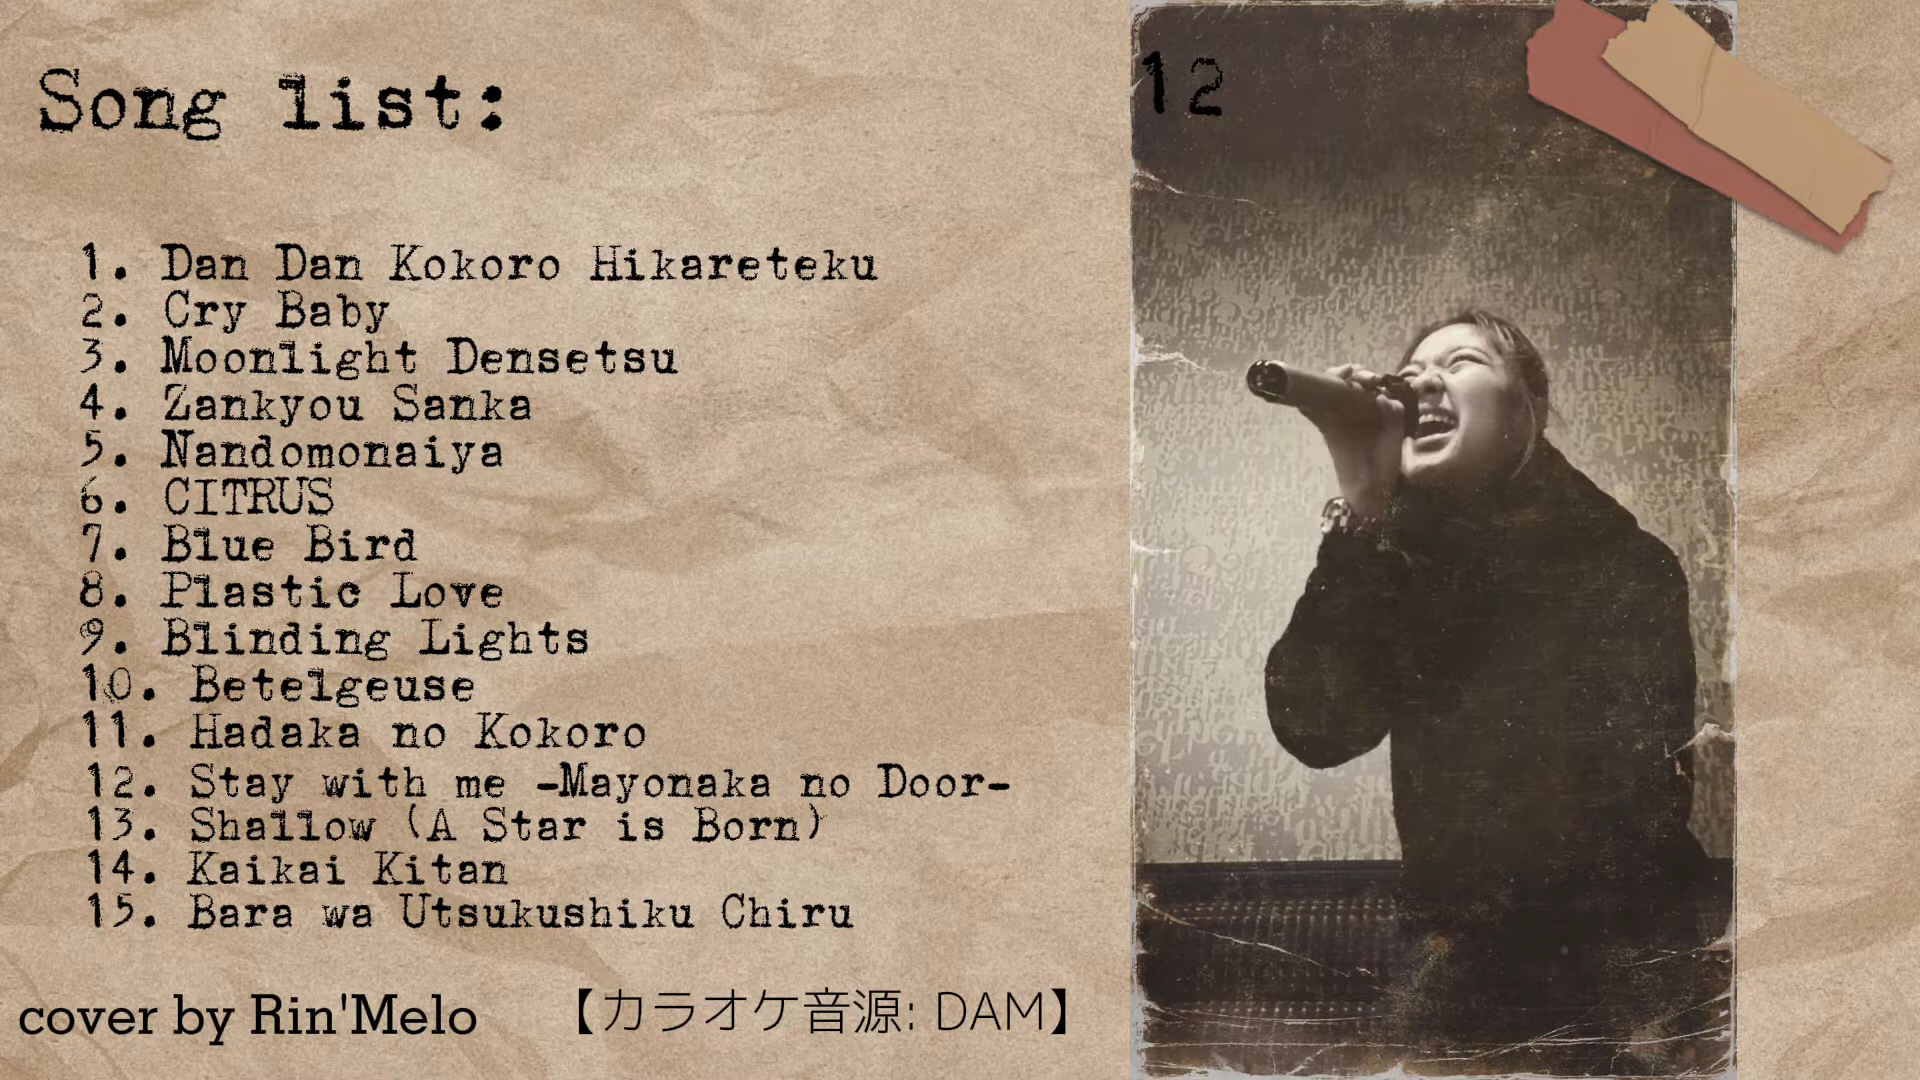 Song list:
12
1. Dan Dan Kokoro Hikareteku
2. Cry Baby
3. Moonlight Densetsu
4. Zankyou Sanka
5. Nandomonaiya
6. CITRUS
7. Blue Bird
8. Plastic Love
9. Blinding Lights
10. Betelgeuse
11. Hadaka no Kokoro
12. Stay with me -Mayonaka no Door-
13. Shallow (A Star is Born)
14. Kaikai Kitan
15. Bara wa Utsukushiku Chiru
cover by Rin'Melo
【カラオケ音源: DAM】